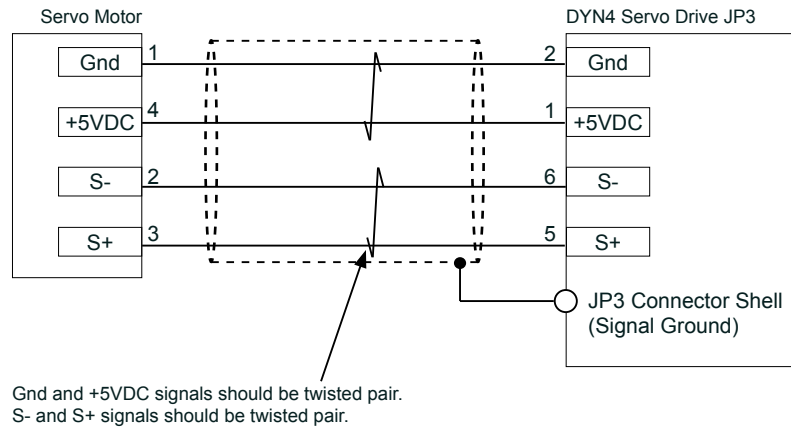 Servo Motor
DYN4 Servo Drive JP3
Gnd 1 2 Gnd
+5VDC 4 1 +5VDC
S- 2 6 S-
S+ 3 5 S+
JP3 Connector Shell
(Signal Ground)
Gnd and +5VDC signals should be twisted pair.
S- and S+ signals should be twisted pair.